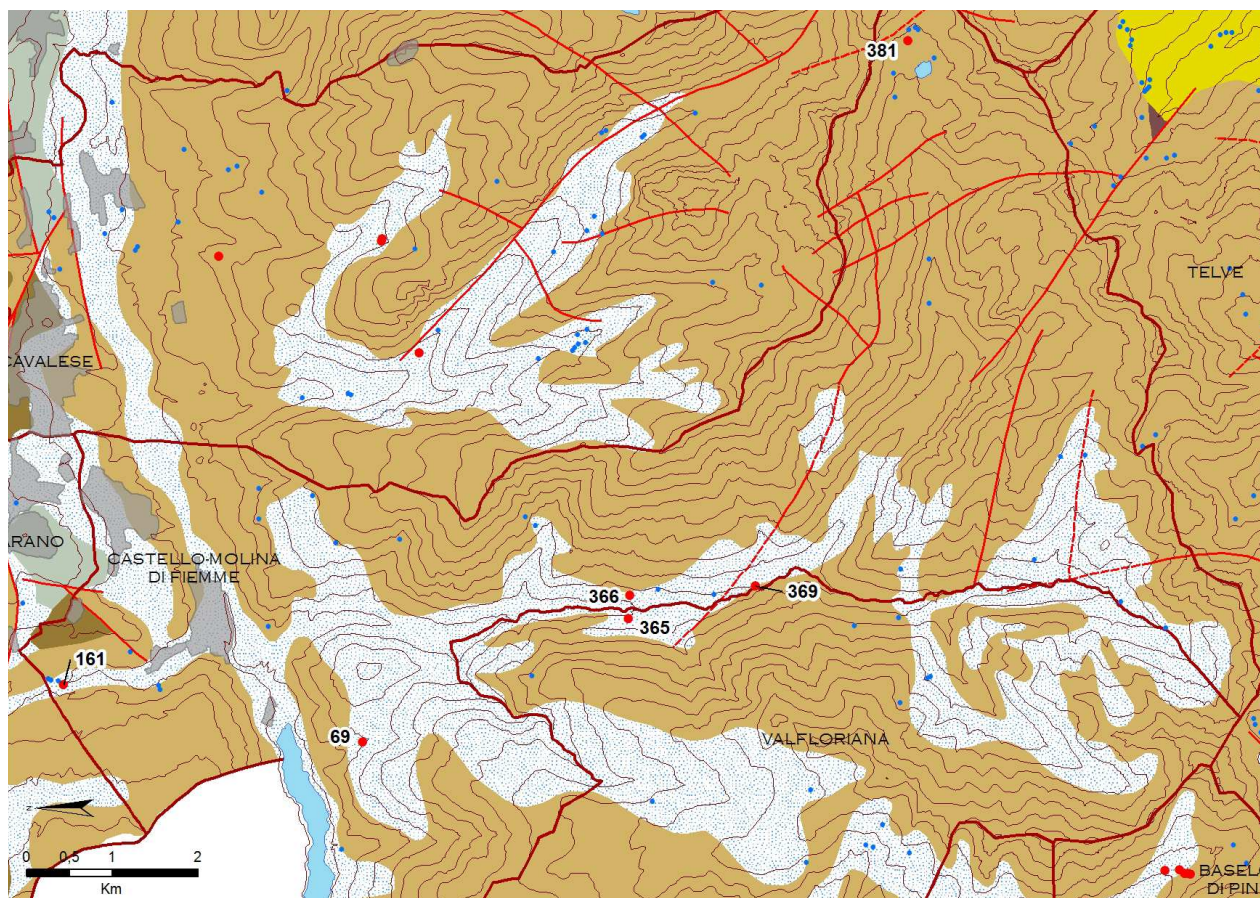 381
TELVE
CAVALESE
ARANO
CASTELLO-MOLINA
DI FIEMME
366
369
365
161
69
VALFLORIANA
Z
0 0,5 1 2
Km
BASEL
DI PIN